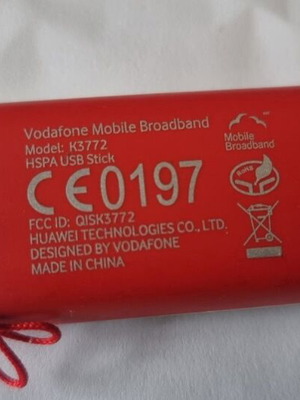 Vodafone Mobile Broadband
Model: K3772
HSPA USB Stick
CE0197
FCC ID: QISK3772
HUAWEI TECHNOLOGIES CO., LTD.
DESIGNED BY VODAFONE
MADE IN CHINA
Mobile
Broadband
RoHS